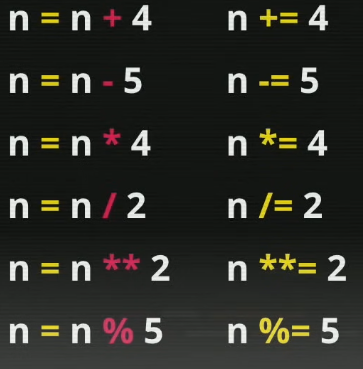 n = n + 4 n += 4
n = n - 5 n -= 5
n = n * 4 n *= 4
n = n / 2 n /= 2
n = n ** 2 n **= 2
n = n % 5 n %= 5